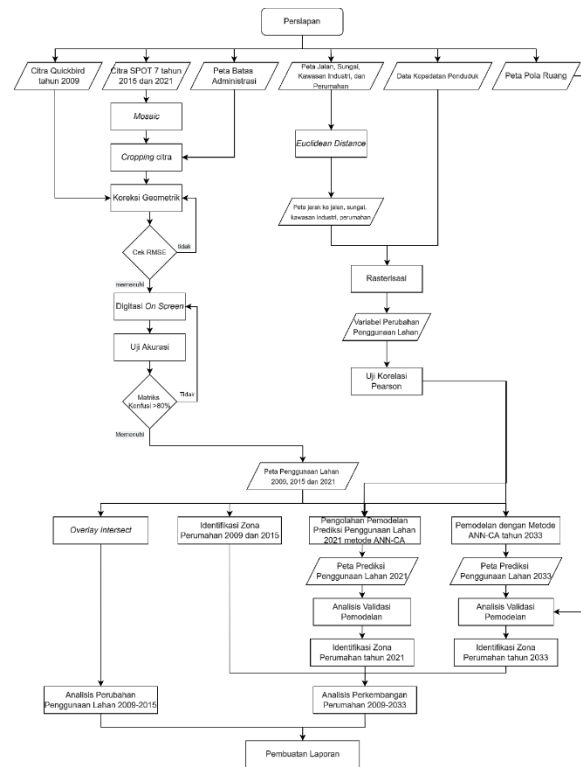 Persiapan
Citra Quickbird
tahun 2009
Citra SPOT 7 tahun
2015 dan 2021
Peta Batas
Administrasi
Peta Jalan, Sungai,
Kawasan Industri, dan
Perumahan
Data Kepadatan Penduduk
Peta Pola Ruang
Mosaic
Cropping citra
Koreksi Geometrik
Cek RMSE
tidak
memenuhi
Digitasi On Screen
Uji Akurasi
Matriks
Konfusi >80%
Tidak
Memenuhi
Euclidean Distance
Peta jarak ke jalan, sungai,
kawasan industri, perumahan
Rasterisasi
Variabel Perubahan
Penggunaan Lahan
Uji Korelasi
Pearson
Peta Penggunaan Lahan
2009, 2015 dan 2021
Overlay Intersect
Identifikasi Zona
Perumahan 2009 dan 2015
Pengolahan Pemodelan
Prediksi Penggunaan Lahan
2021 metode ANN-CA
Pemodelan dengan Metode
ANN-CA tahun 2033
Peta Prediksi
Penggunaan Lahan 2021
Peta Prediksi
Penggunaan Lahan 2033
Analisis Validasi
Pemodelan
Analisis Validasi
Pemodelan
Identifikasi Zona
Perumahan tahun 2021
Identifikasi Zona
Perumahan tahun 2033
Analisis Perubahan
Penggunaan Lahan 2009-2015
Analisis Perkembangan
Perumahan 2009-2033
Pembuatan Laporan